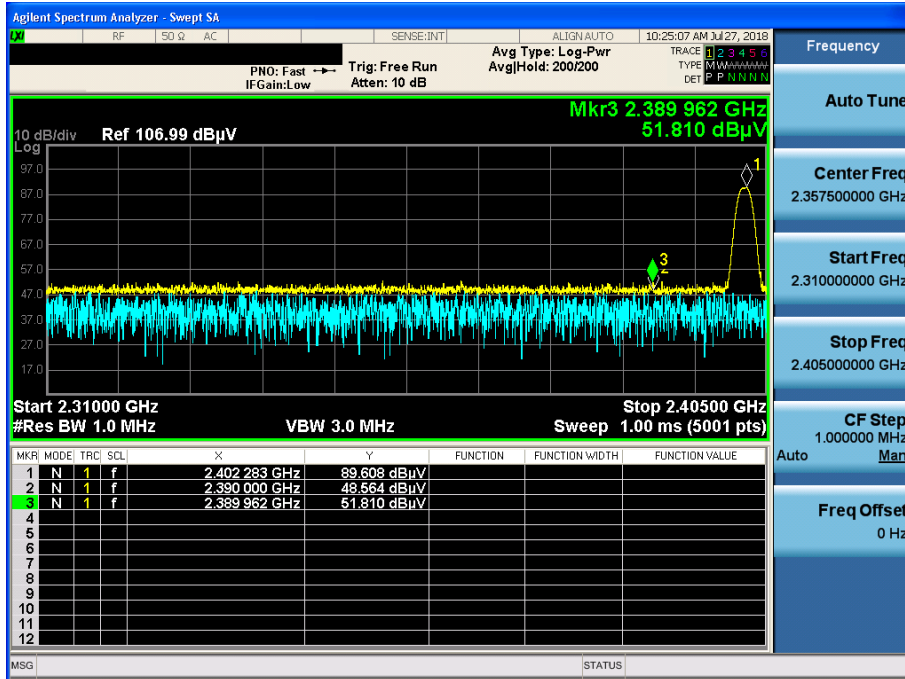 Agilent Spectrum Analyzer - Swept SA
LXI RF 50 Ω AC SENSE:INT ALIGN AUTO 10:25:07 AM Jul 27, 2018
PNO: Fast Trig: Free Run Avg Type: Log-Pwr TRACE 1 2 3 4 5 6
IFGain:Low Atten: 10 dB Avg|Hold: 200/200 TYPE M W
DET P P N N N N
Mkr3 2.389 962 GHz
10 dB/div Ref 106.99 dBµV 51.810 dBµV
Log
97.0
87.0
77.0
67.0
57.0
47.0
37.0
27.0
17.0
1
3
2
Start 2.31000 GHz Stop 2.40500 GHz
#Res BW 1.0 MHz VBW 3.0 MHz Sweep 1.00 ms (5001 pts)
MKR MODE TRC SCL X Y FUNCTION FUNCTION WIDTH FUNCTION VALUE
1 N 1 f 2.402 283 GHz 89.608 dBµV
2 N 1 f 2.390 000 GHz 48.564 dBµV
3 N 1 f 2.389 962 GHz 51.810 dBµV
4
5
6
7
8
9
10
11
12
MSG STATUS
Frequency
Auto Tune
Center Freq
2.357500000 GHz
Start Freq
2.310000000 GHz
Stop Freq
2.405000000 GHz
CF Step
1.000000 MHz
Auto Man
Freq Offset
0 Hz